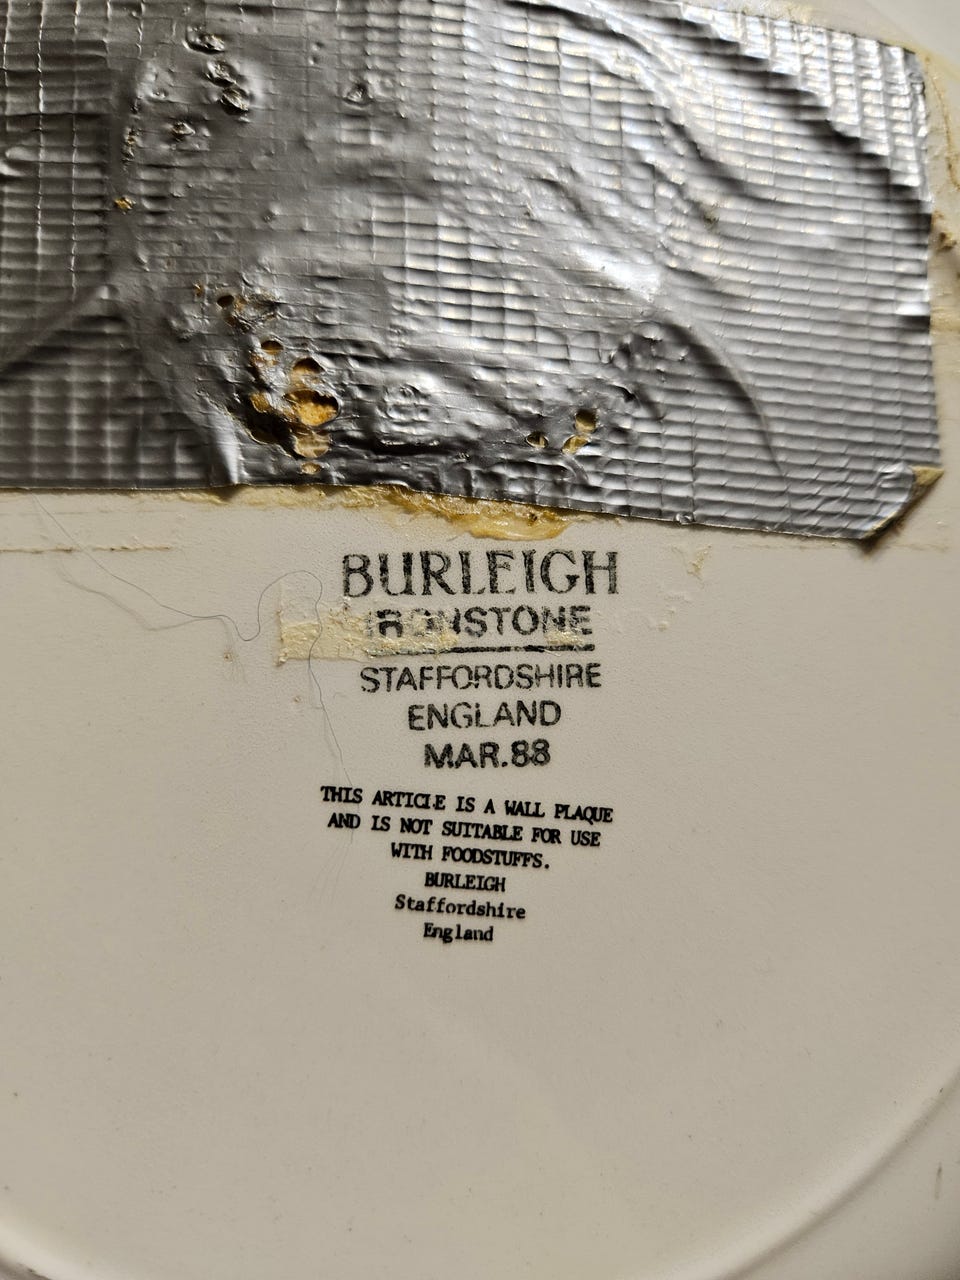 BURLEIGH
IRONSTONE
STAFFORDSHIRE
ENGLAND
MAR.88
THIS ARTICLE IS A WALL PLAQUE
AND IS NOT SUITABLE FOR USE
WITH FOODSTUFFS.
BURLEIGH
Staffordshire
England